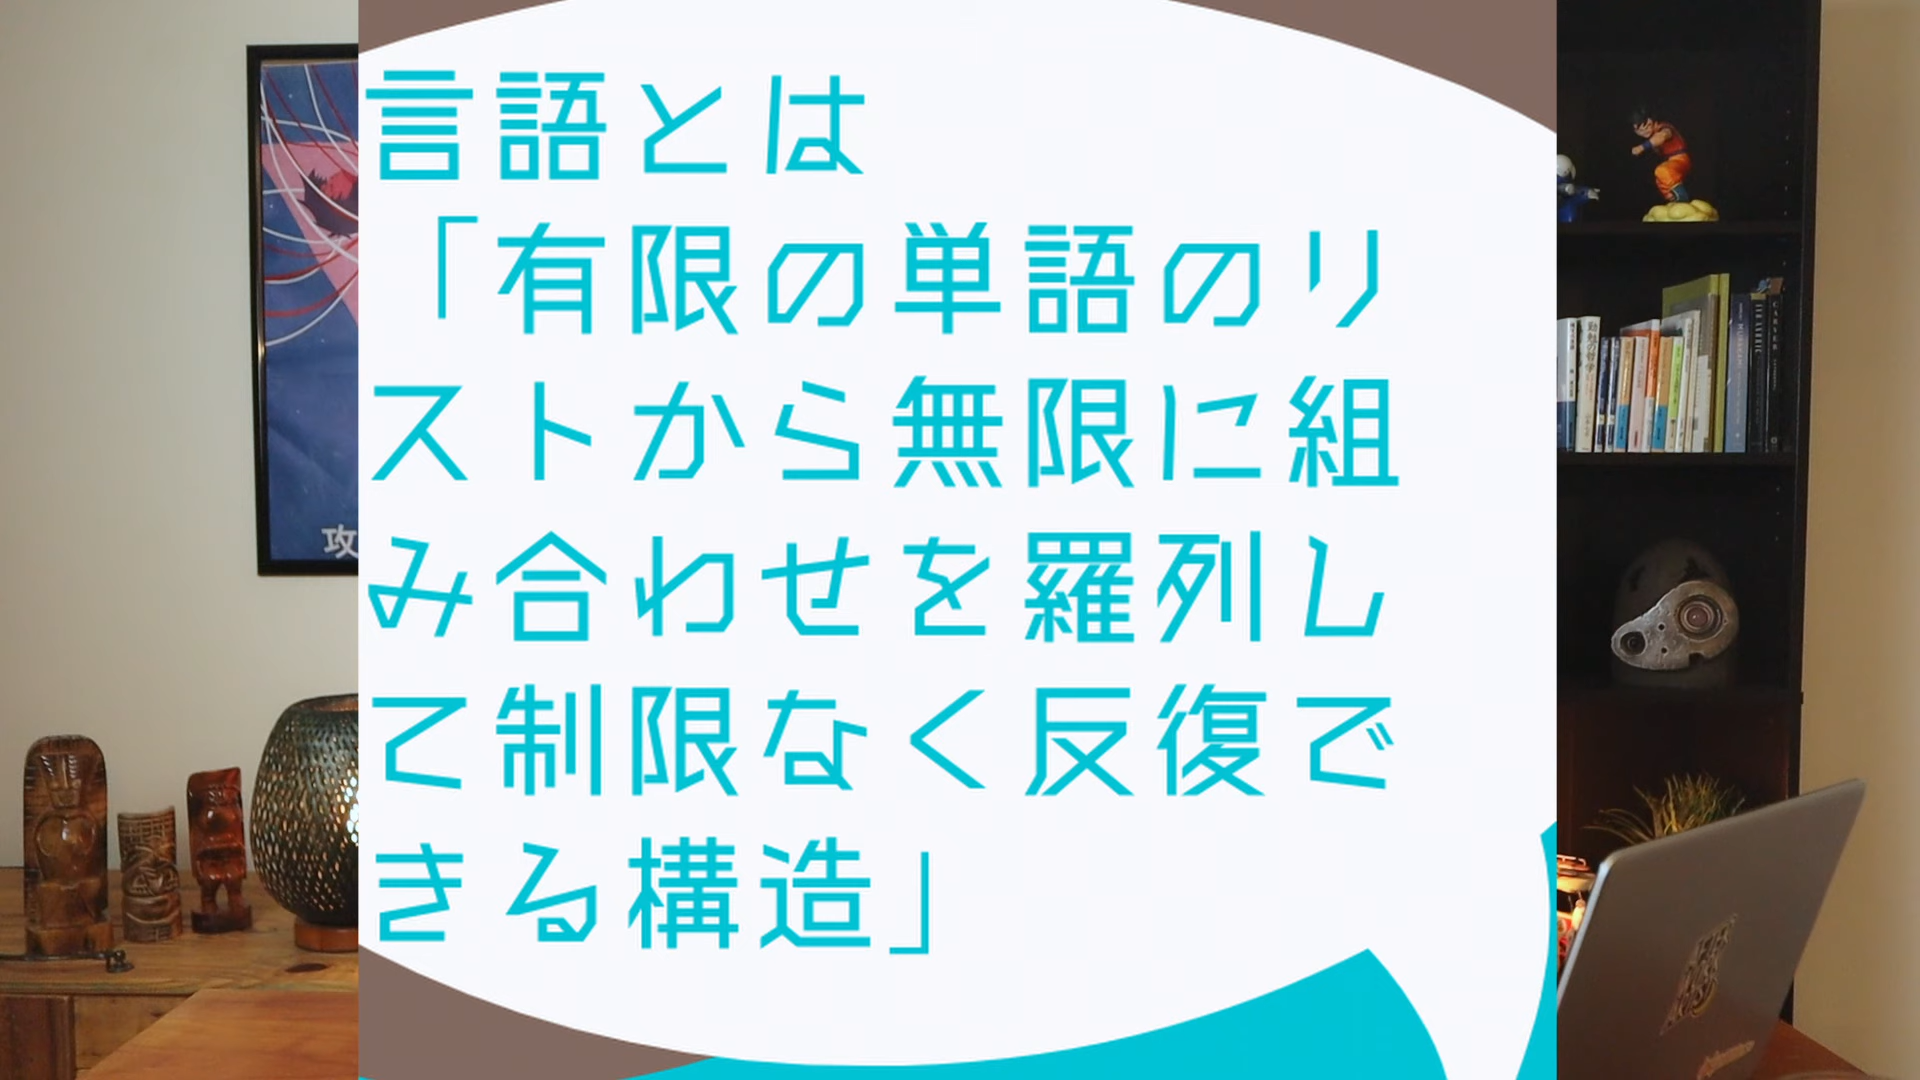 言語とは
「有限の単語のリ
ストから無限に組
み合わせを羅列し
て制限なく反復で
きる構造」
攻